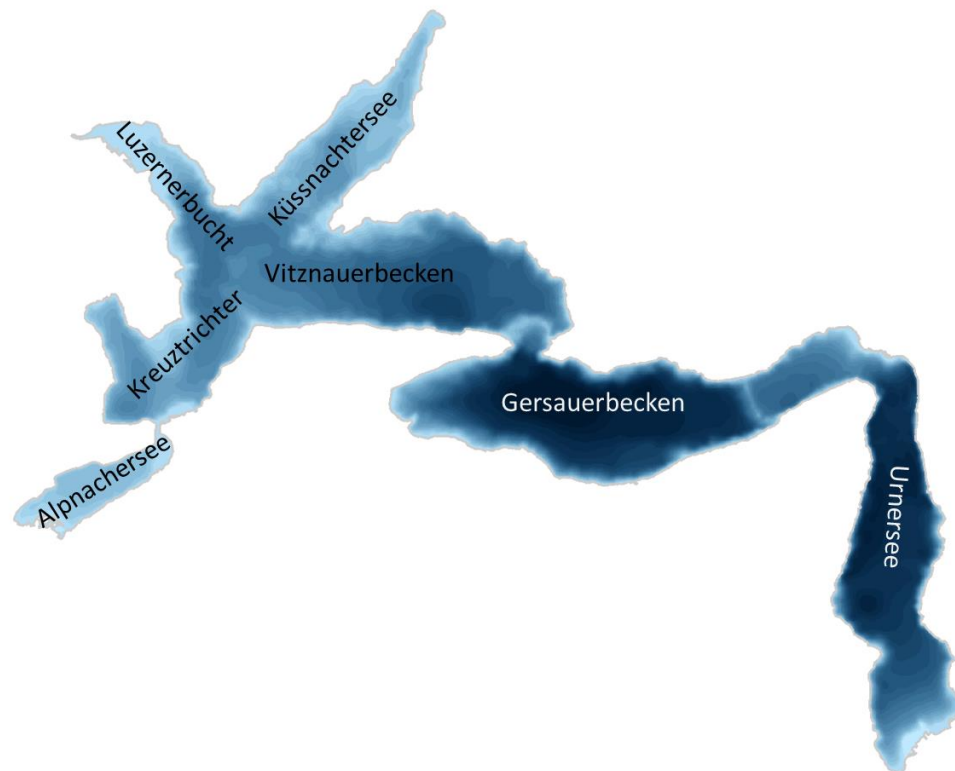 Luzernerbucht
Küssnachtersee
Vitznauerbecken
Kreuztrichter
Gersauerbecken
Alpnachersee
Urnersee